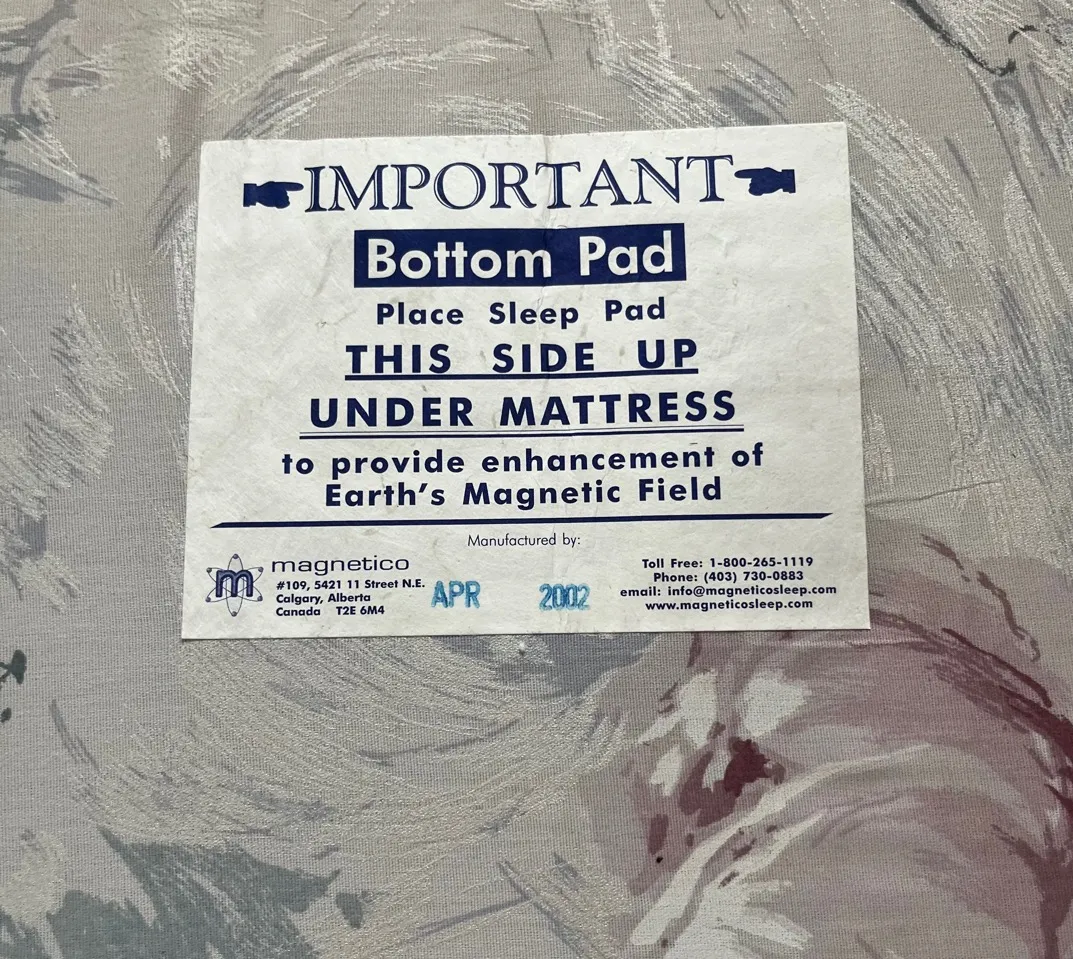 IMPORTANT
Bottom Pad
Place Sleep Pad
THIS SIDE UP
UNDER MATTRESS
to provide enhancement of
Earth's Magnetic Field
Manufactured by:
m
magnetico
#109, 5421 11 Street N.E.
Calgary, Alberta
Canada T2E 6M4
APR 2002
Toll Free: 1-800-265-1119
Phone: (403) 730-0883
email: info@magneticosleep.com
www.magneticosleep.com